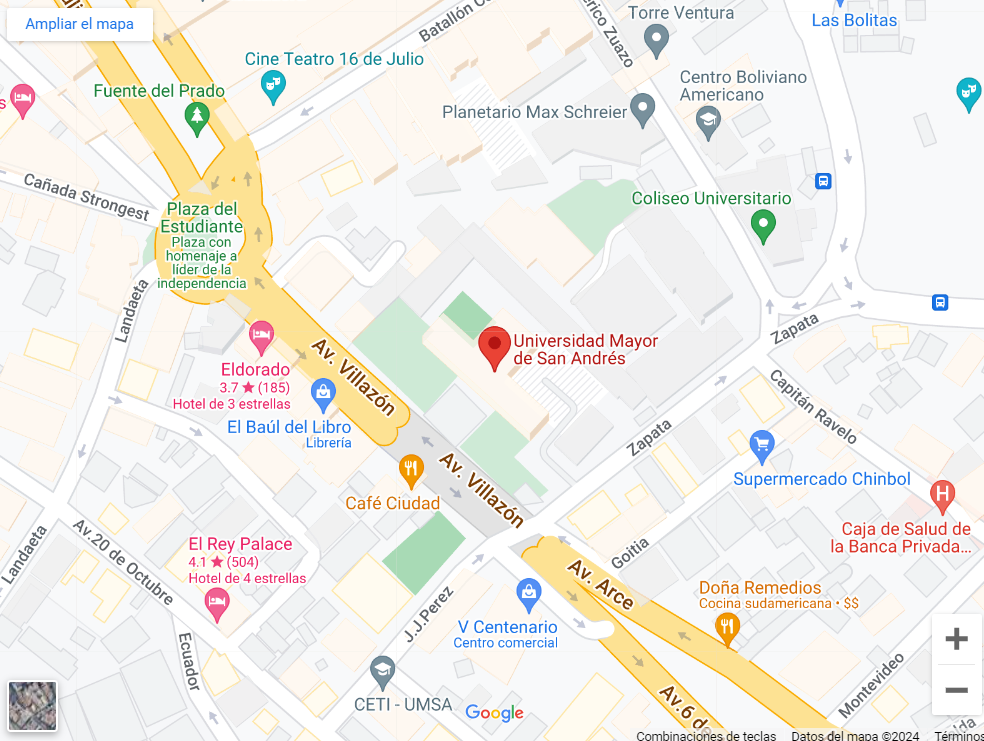 Ampliar el mapa
Torre Ventura
Las Bolitas
Cine Teatro 16 de Julio
Fuente del Prado
Centro Boliviano
Americano
Planetario Max Schreier
Cañada Strongest
Coliseo Universitario
Plaza del
Estudiante
Plaza con
homenaje a
líder de la
independencia
Landaeta
Zapata
Universidad Mayor
de San Andrés
Eldorado
3.7 ★ (185)
Hotel de 3 estrellas
Av. Villazón
Capitán Ravelo
El Baúl del Libro
Librería
Zapata
Av. Villazón
Supermercado Chinbol
Café Ciudad
Caja de Salud de
la Banca Privada...
Landaeta
Av. 20 de Octubre
El Rey Palace
4.1 ★ (504)
Hotel de 4 estrellas
Goitia
Av. Arce
Doña Remedios
Cocina sudamericana • $$
J.J.Perez
V Centenario
Centro comercial
Ecuador
Montevideo
CETI - UMSA
Google
Av.6 de
Combinaciones de teclas
Datos del mapa ©2024
Términos